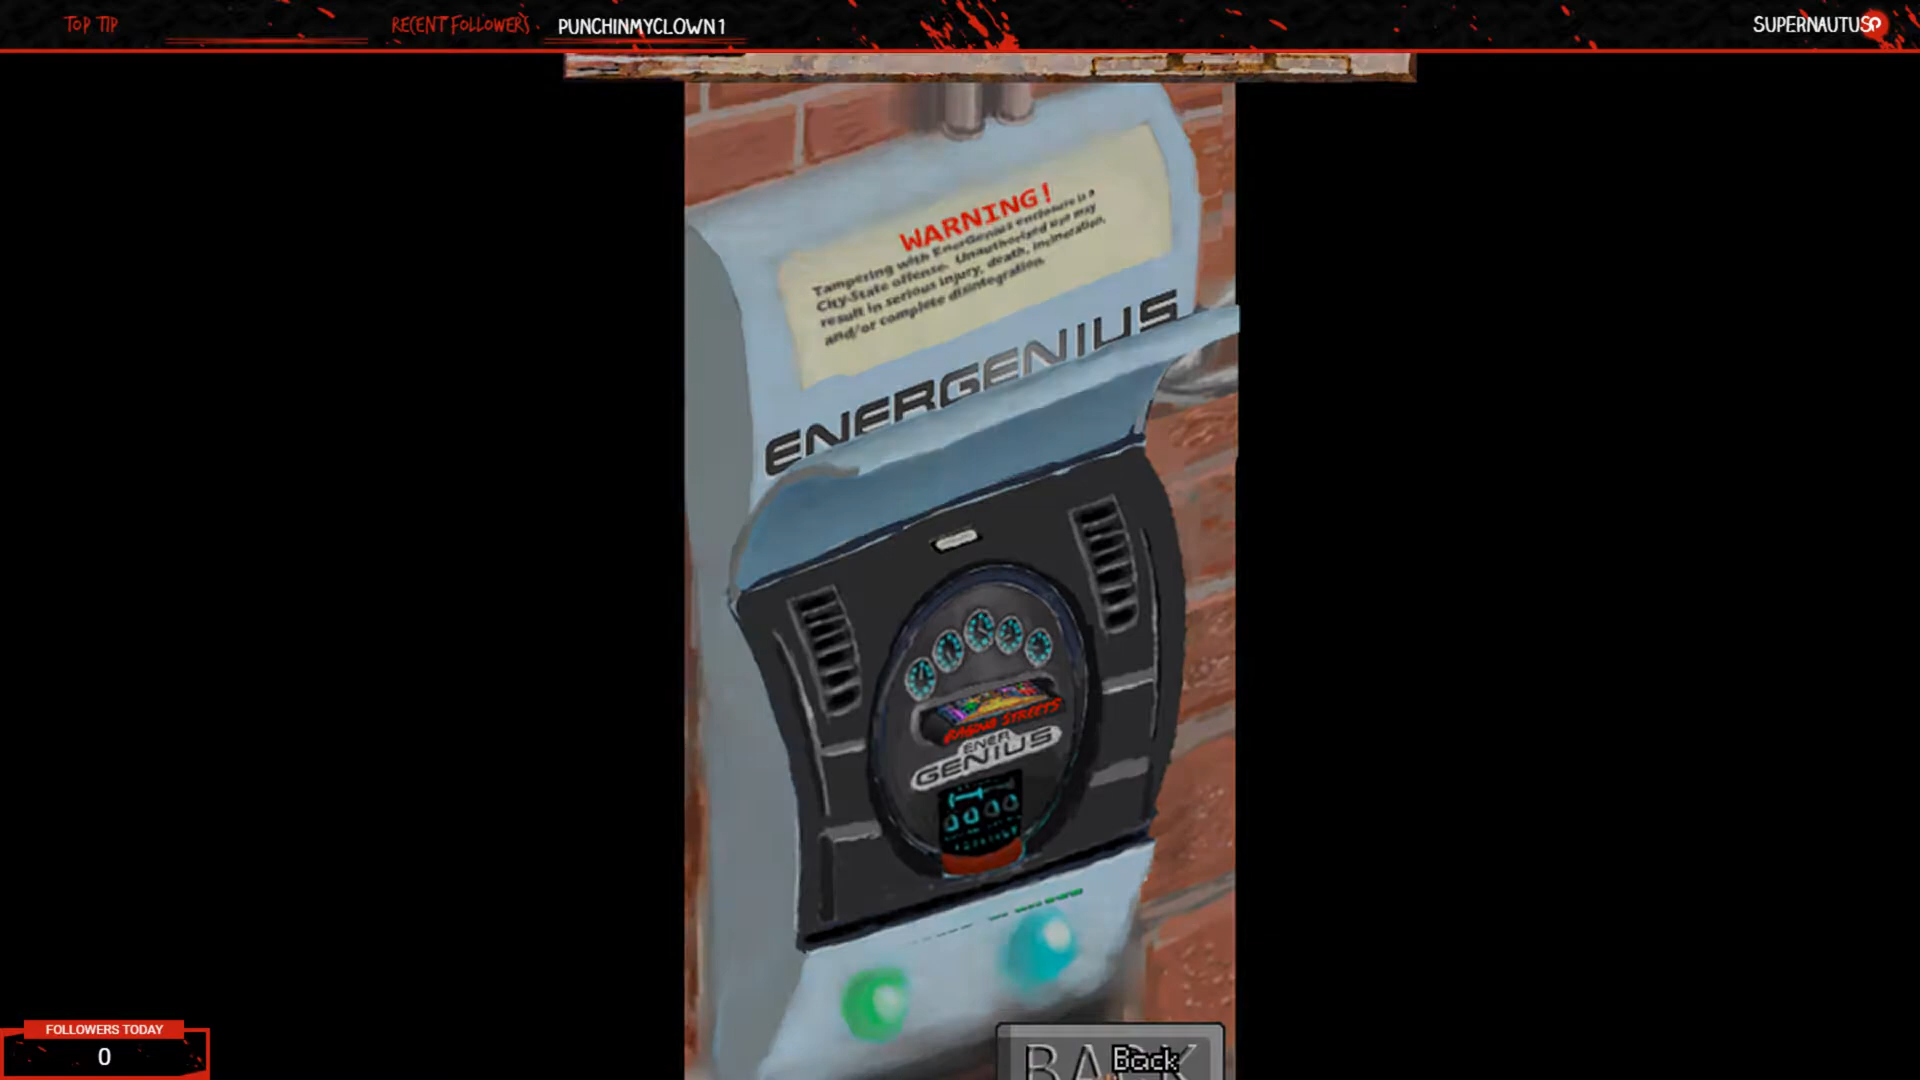 TOP TIP
RECENT FOLLOWERS
PUNCHINMYCLOWN1
SUPERNAUTUS
WARNING!
Tampering with EnerGenius enclosure is a
City-State offense. Unauthorized use may
result in serious injury, death, incineration,
and/or complete disintegration.
ENERGENIUS
STREETS
ENER
GENIUS
FOLLOWERS TODAY
0
BACK
Back